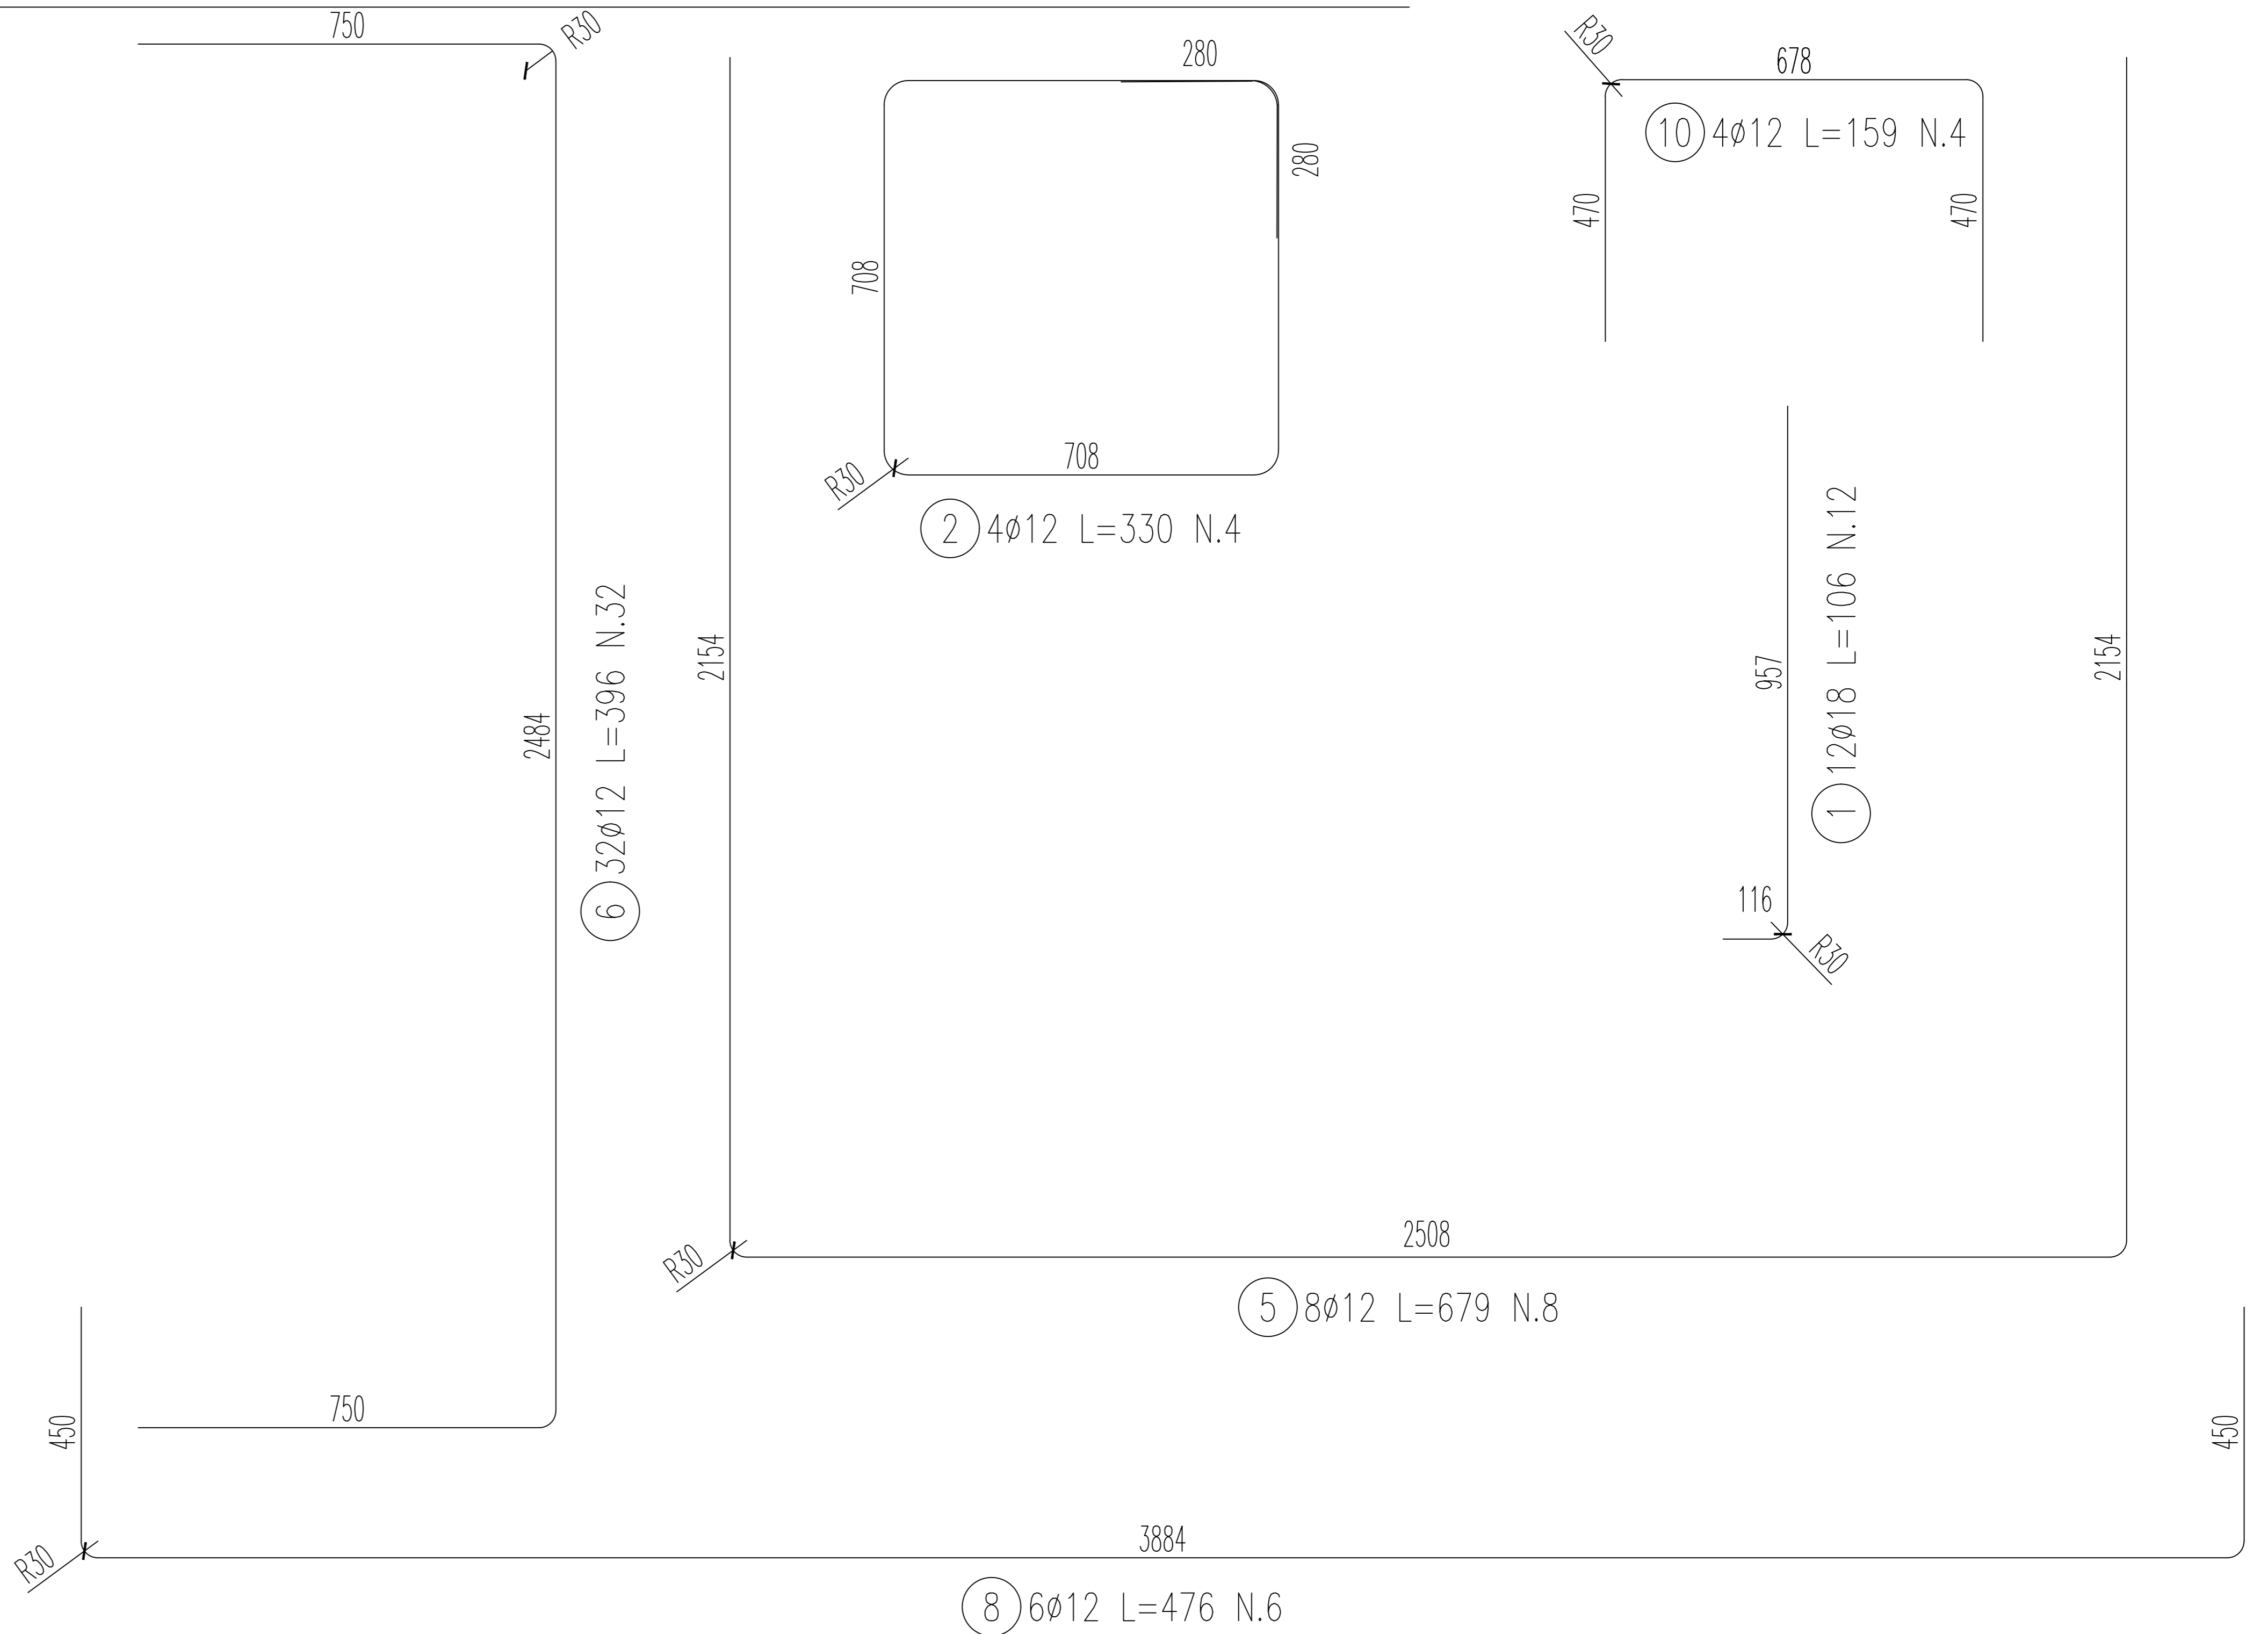 750
R30
280
R30
678
10 4ø12 L=159 N.4
280
470
470
708
708
R30
2 4ø12 L=330 N.4
6 32ø12 L=396 N.32
2484
2154
957
1 12ø18 L=106 N.12
2154
116
R30
2508
R30
5 8ø12 L=679 N.8
750
450
450
3884
R30
8 6ø12 L=476 N.6